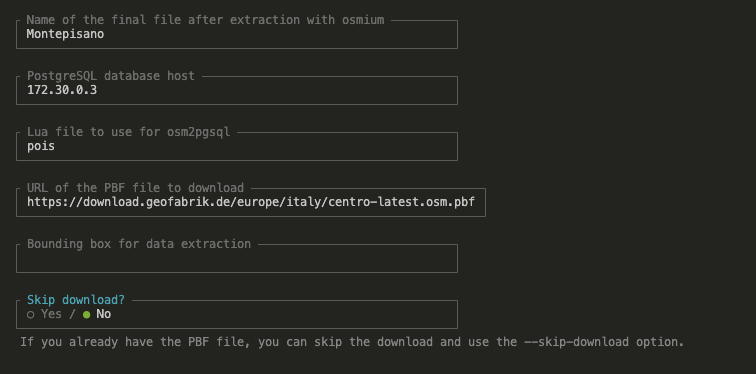 Name of the final file after extraction with osmium
Montepisano
PostgreSQL database host
172.30.0.3
Lua file to use for osm2pgsql
pois
URL of the PBF file to download
https://download.geofabrik.de/europe/italy/centro-latest.osm.pbf
Bounding box for data extraction
Skip download?
○ Yes / ● No
If you already have the PBF file, you can skip the download and use the --skip-download option.